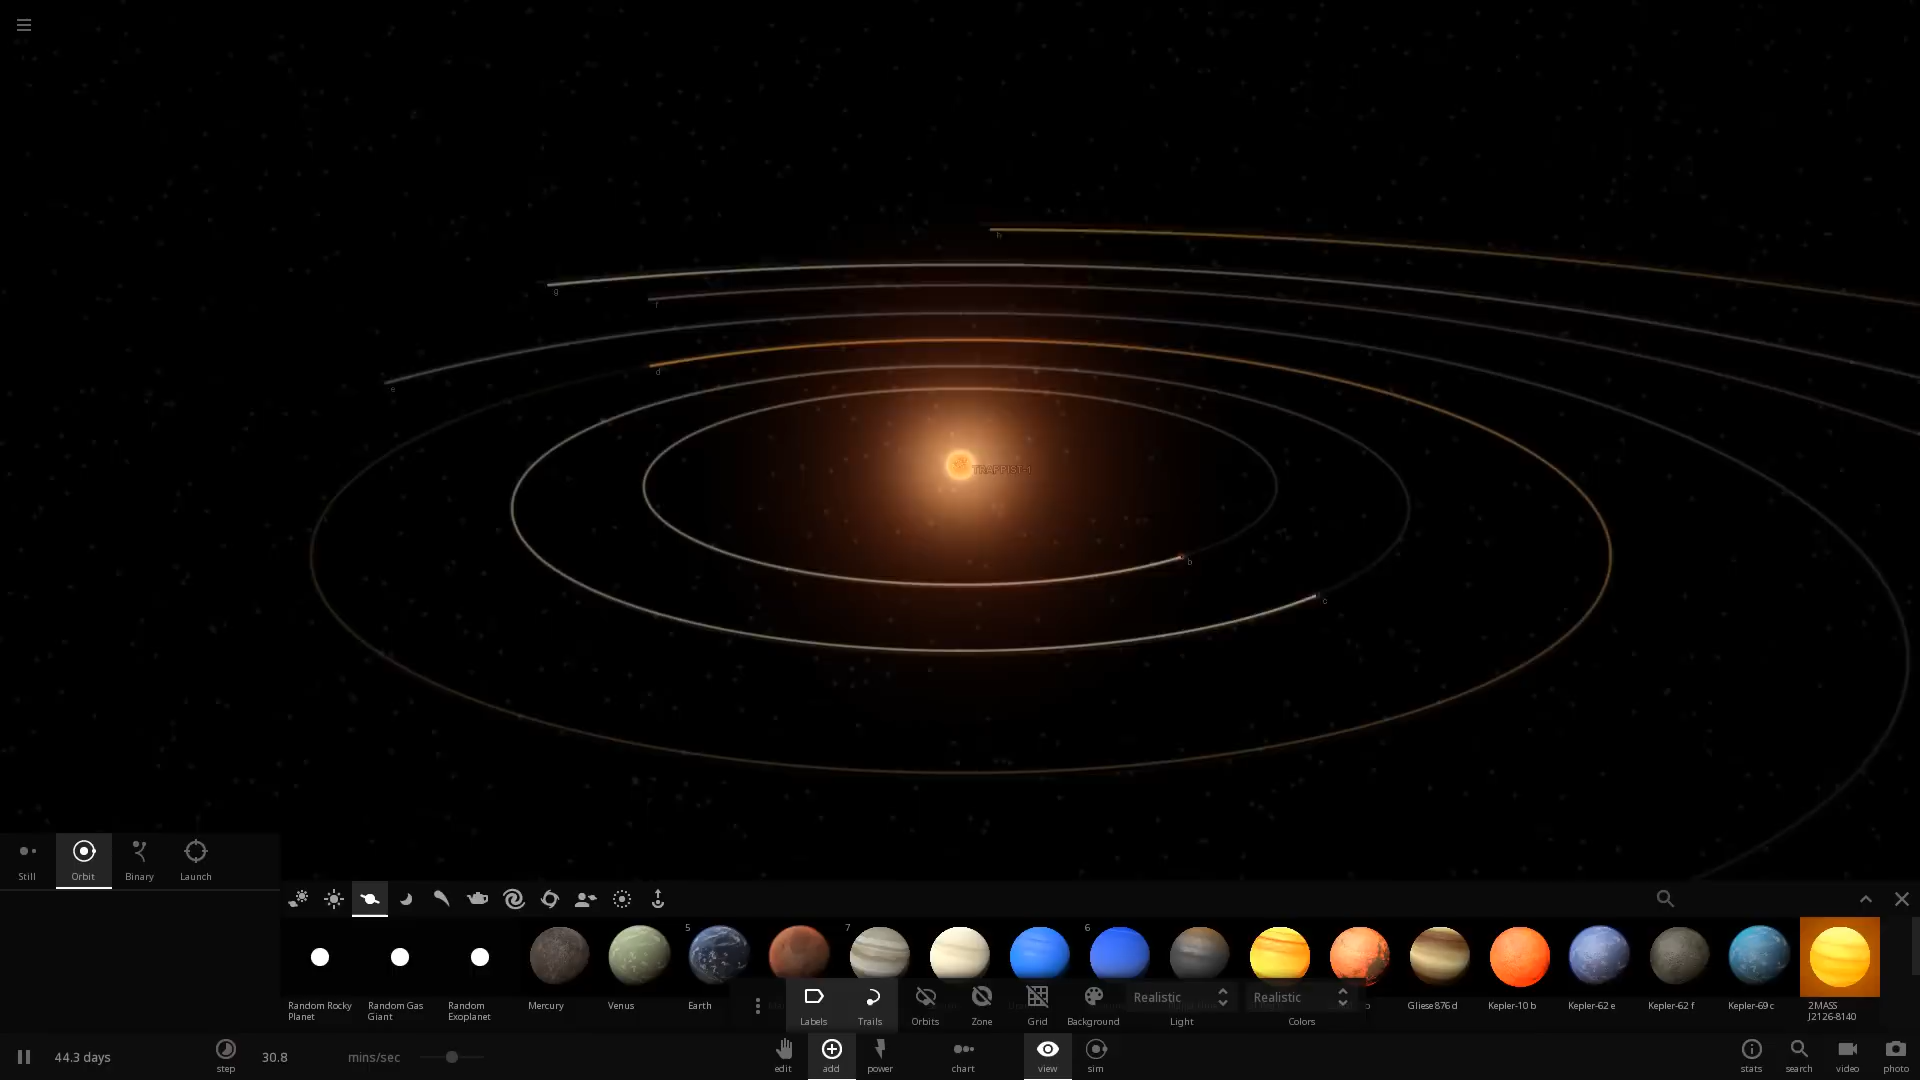 h
g
f
e
d
TRAPPIST-1
b
c
Still
Orbit
Binary
Launch
5
7
6
Random Rocky
Planet
Random Gas
Giant
Random
Exoplanet
Mercury
Venus
Earth
Gliese 876 d
Kepler-10 b
Kepler-62 e
Kepler-62 f
Kepler-69 c
2MASS
J2126-8140
Realistic
Realistic
Labels
Trails
Orbits
Zone
Grid
Background
Light
Colors
44.3 days
step
30.8
mins/sec
edit
add
power
chart
view
sim
stats
search
video
photo